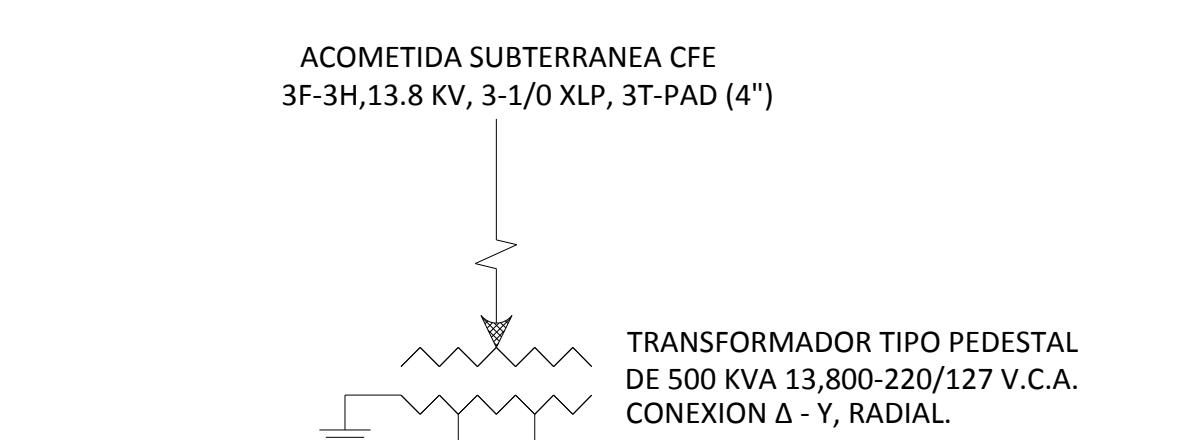 ACOMETIDA SUBTERRANEA CFE
3F-3H,13.8 KV, 3-1/0 XLP, 3T-PAD (4")
TRANSFORMADOR TIPO PEDESTAL
DE 500 KVA 13,800-220/127 V.C.A.
CONEXION Δ - Y, RADIAL.